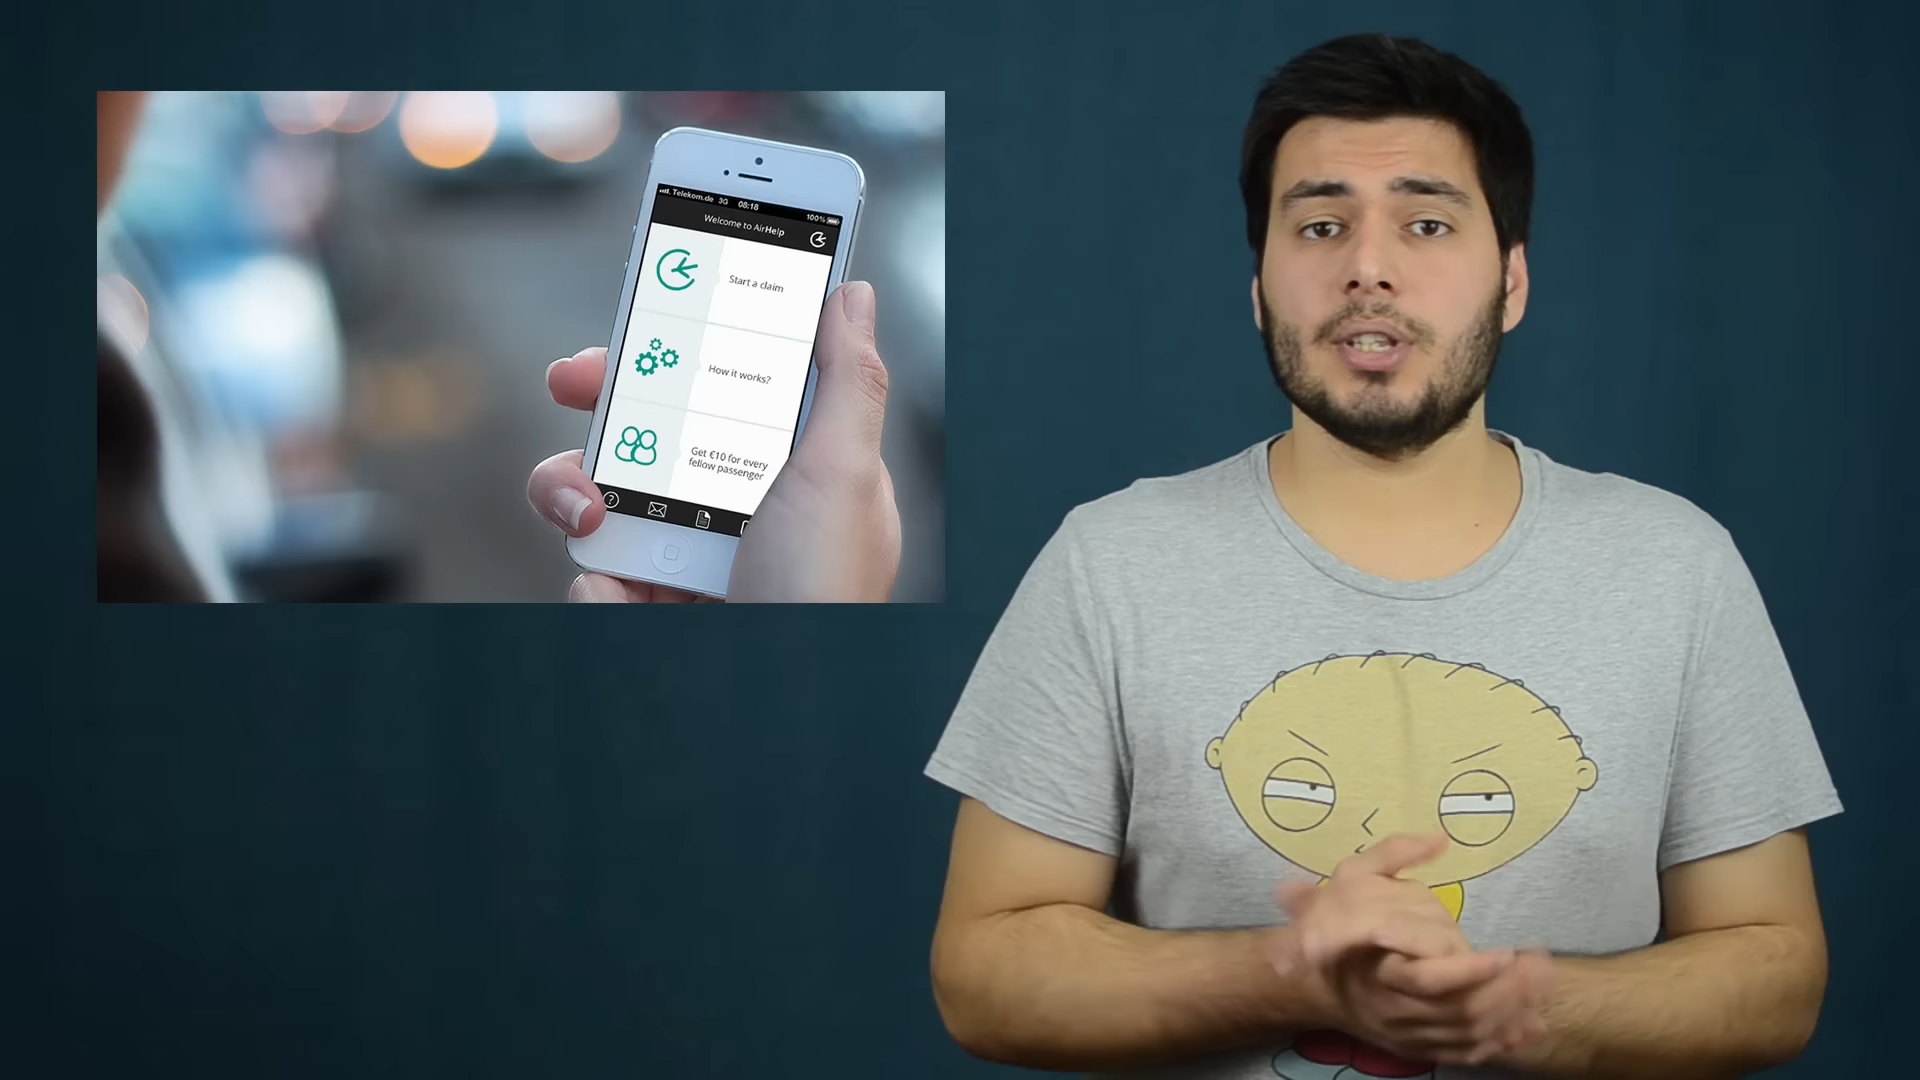 Telekom.de 3G 08:18 100%
Welcome to AirHelp
Start a claim
How it works?
Get €10 for every
fellow passenger
?